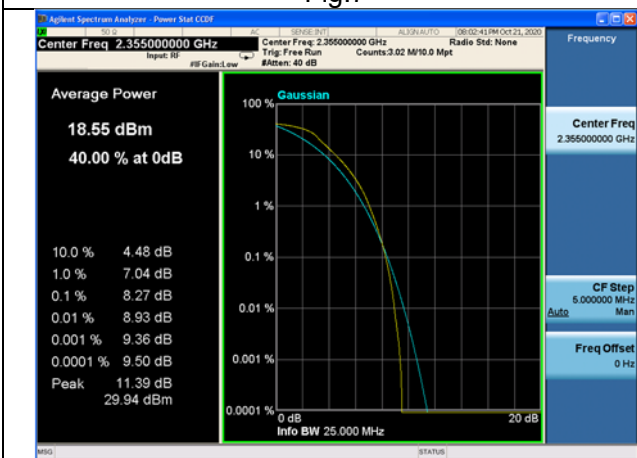 Agilent Spectrum Analyzer - Power Stat CCDF
50 Ω AC SENSE:INT ALIGN AUTO 08:02:41 PM Oct 21, 2020
Center Freq 2.355000000 GHz
Center Freq: 2.355000000 GHz Radio Std: None
Input: RF Trig: Free Run Counts:3.02 M/10.0 Mpt
#IFGain:Low #Atten: 40 dB
Frequency
Average Power
18.55 dBm
40.00 % at 0dB
10.0 % 4.48 dB
1.0 % 7.04 dB
0.1 % 8.27 dB
0.01 % 8.93 dB
0.001 % 9.36 dB
0.0001 % 9.50 dB
Peak 11.39 dB
29.94 dBm
Gaussian
100 %
10 %
1 %
0.1 %
0.01 %
0.001 %
0.0001 %
0 dB 20 dB
Info BW 25.000 MHz
Center Freq
2.355000000 GHz
CF Step
5.000000 MHz
Auto Man
Freq Offset
0 Hz
MSG STATUS